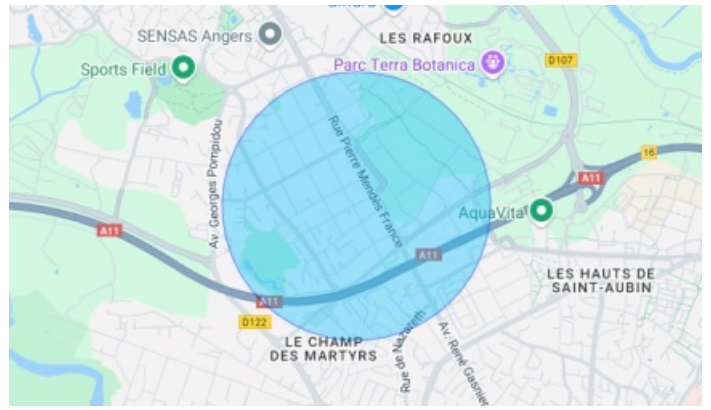 SENSAS Angers
LES RAFOUX
Sports Field
Parc Terra Botanica
D107
Av. Georges Pompidou
Rue Pierre Mendès France
16
A11
AquaVita
A11
A11
A11
LES HAUTS DE
SAINT-AUBIN
D122
LE CHAMP
DES MARTYRS
Rue de Nazareth
Av. René Gasnier